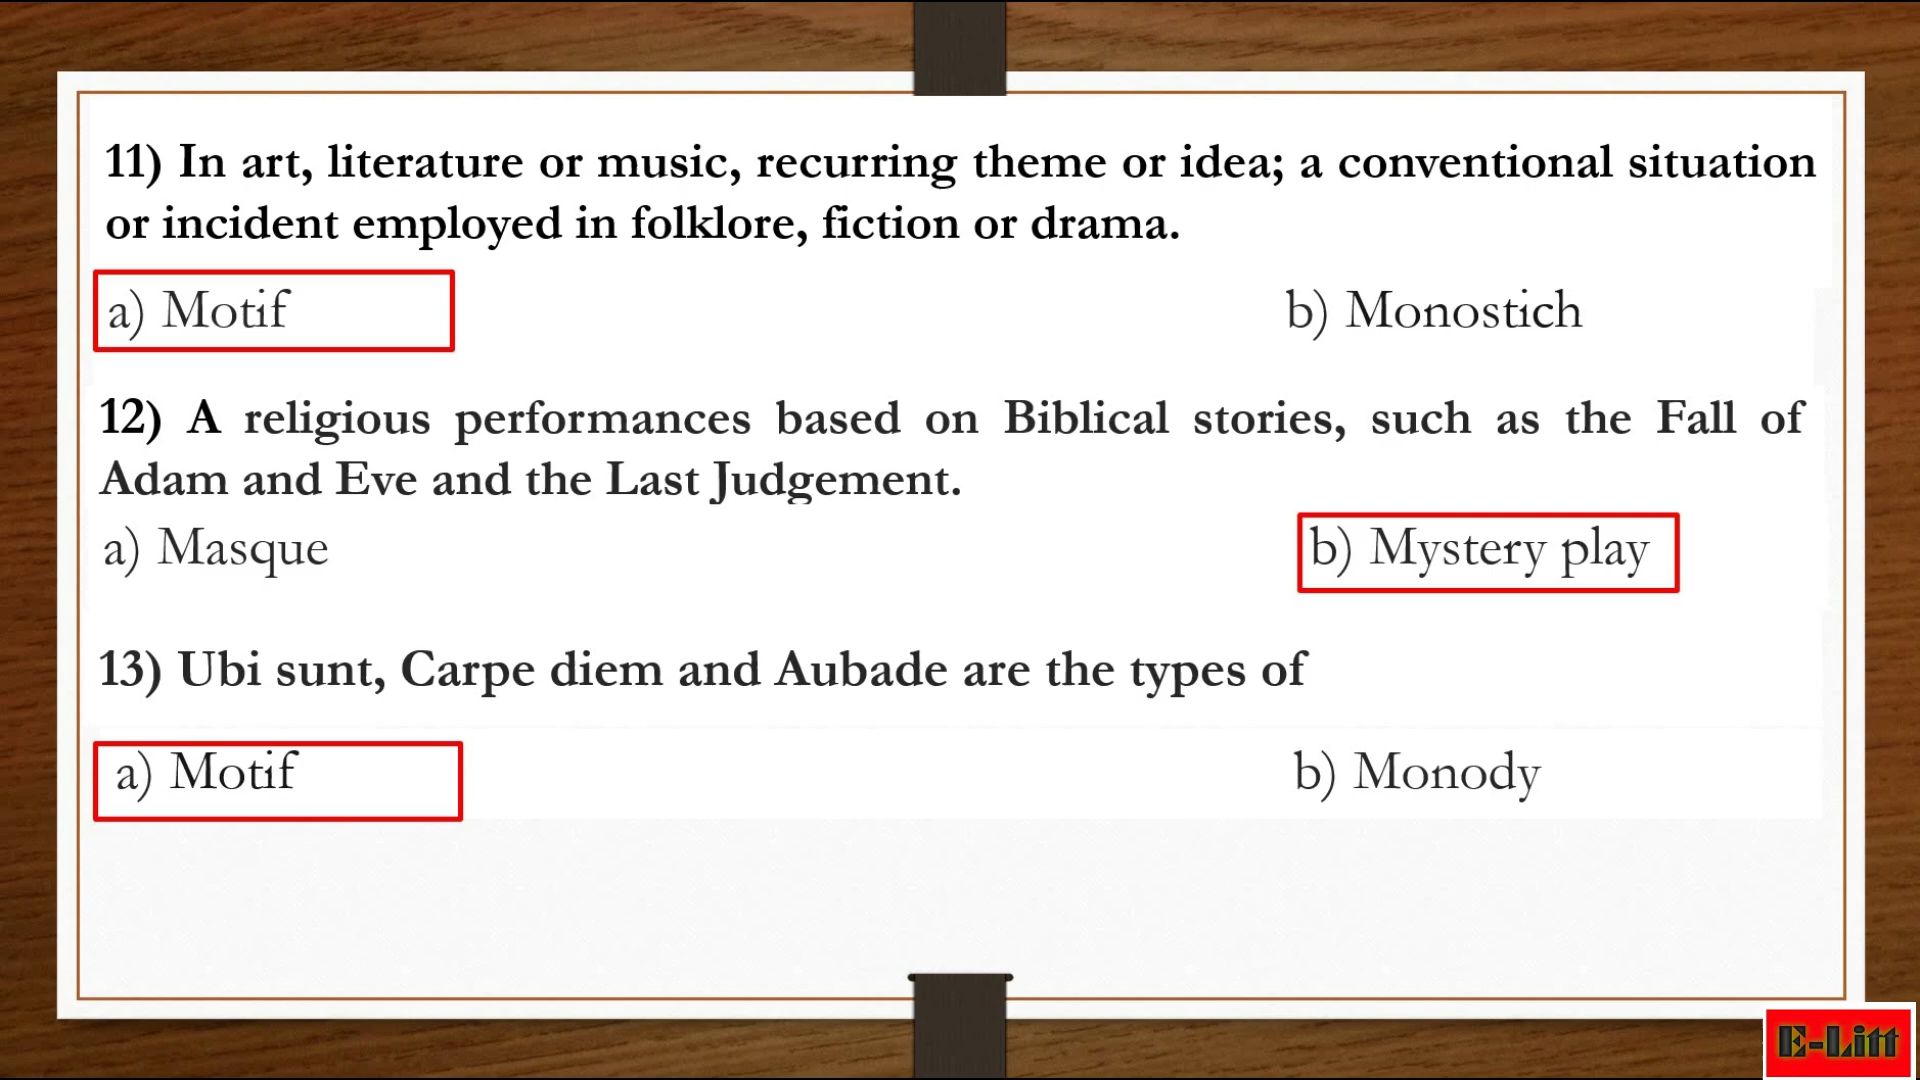 11) In art, literature or music, recurring theme or idea; a conventional situation
or incident employed in folklore, fiction or drama.
a) Motif b) Monostich
12) A religious performances based on Biblical stories, such as the Fall of
Adam and Eve and the Last Judgement.
a) Masque b) Mystery play
13) Ubi sunt, Carpe diem and Aubade are the types of
a) Motif b) Monody
E-Litt